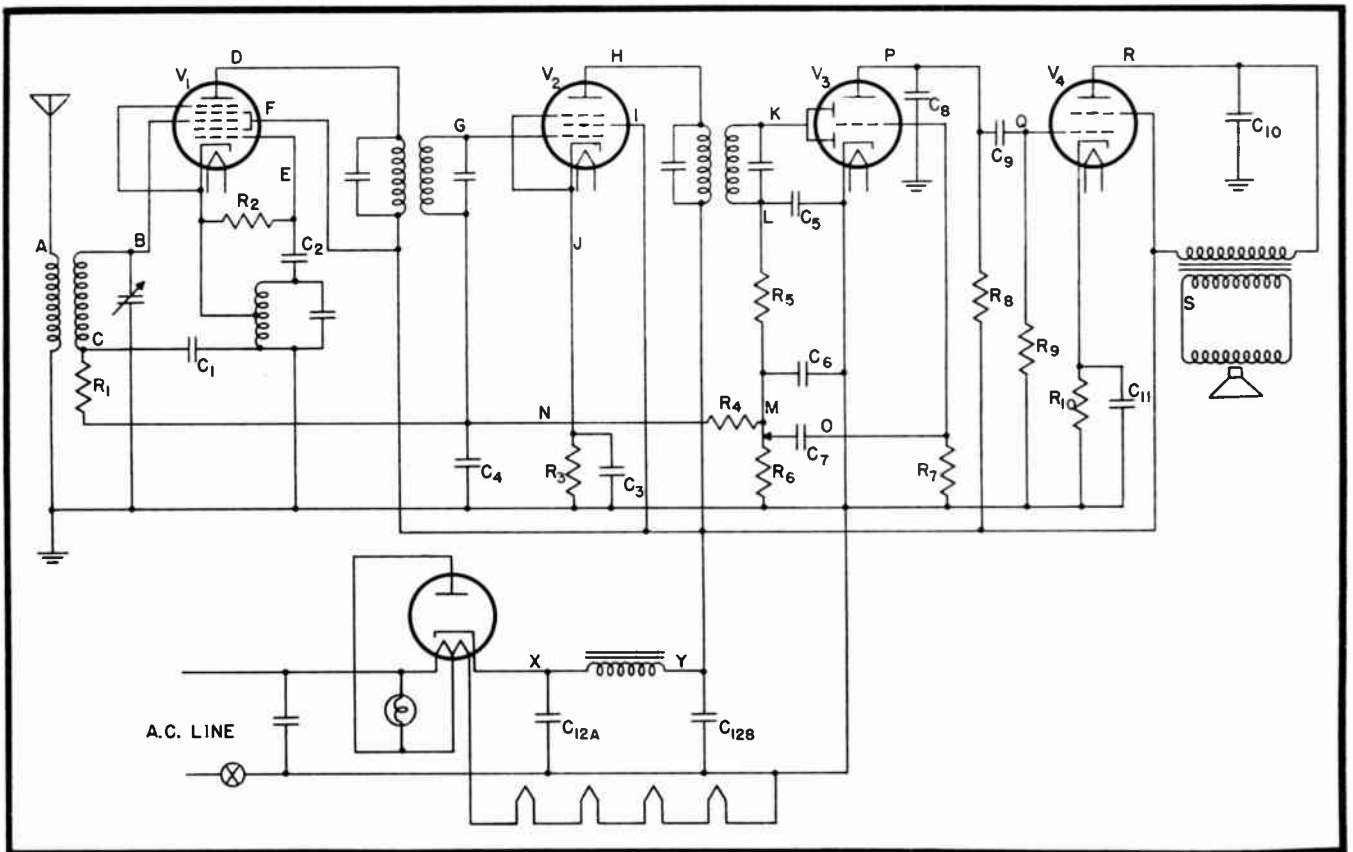 D H P R
V1 V2 V3 V4
F I
C8
C10
G K Q
C9
E
R2
L C5
A B C2 J
S
C R5 R8
C1 R9
R1 C6
N R4 M O R10 C11
C7
C4 R3 C3 R6 R7
X Y
A.C. LINE C12A C12B